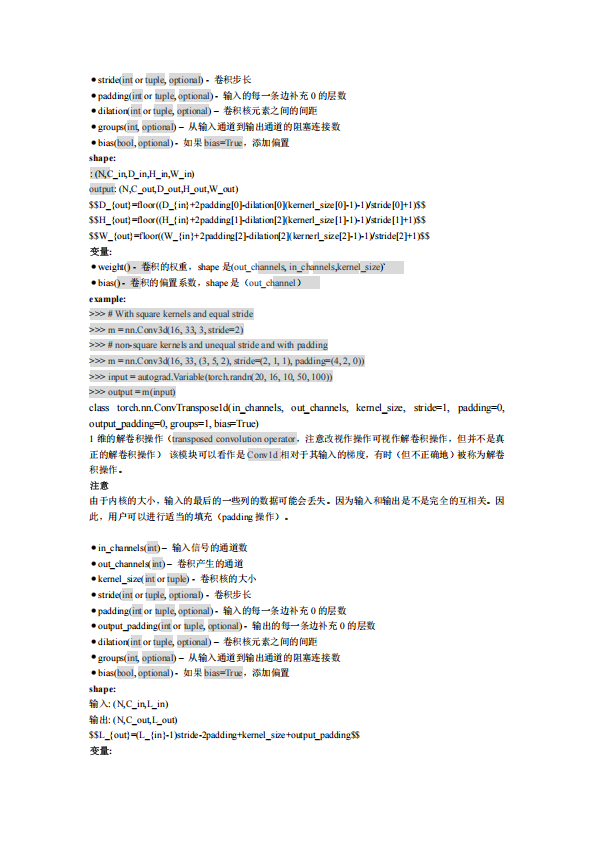 ●stride(int or tuple, optional) - 卷积步长
●padding(int or tuple, optional) - 输入的每一条边补充 0 的层数
●dilation(int or tuple, optional) – 卷积核元素之间的间距
●groups(int, optional) – 从输入通道到输出通道的阻塞连接数
●bias(bool, optional) - 如果 bias=True，添加偏置
shape:
: (N,C_in,D_in,H_in,W_in)
output: (N,C_out,D_out,H_out,W_out)
$$D_{out}=floor((D_{in}+2padding[0]-dilation[0](kernerl_size[0]-1)-1)/stride[0]+1)$$
$$H_{out}=floor((H_{in}+2padding[1]-dilation[2](kernerl_size[1]-1)-1)/stride[1]+1)$$
$$W_{out}=floor((W_{in}+2padding[2]-dilation[2](kernerl_size[2]-1)-1)/stride[2]+1)$$
变量:
●weight() - 卷积的权重，shape 是(out_channels, in_channels,kernel_size)`
●bias() - 卷积的偏置系数，shape 是（out_channel）
example:
>>> # With square kernels and equal stride
>>> m = nn.Conv3d(16, 33, 3, stride=2)
>>> # non-square kernels and unequal stride and with padding
>>> m = nn.Conv3d(16, 33, (3, 5, 2), stride=(2, 1, 1), padding=(4, 2, 0))
>>> input = autograd.Variable(torch.randn(20, 16, 10, 50, 100))
>>> output = m(input)
class torch.nn.ConvTranspose1d(in_channels, out_channels, kernel_size, stride=1, padding=0,
output_padding=0, groups=1, bias=True)
1 维的解卷积操作（transposed convolution operator，注意改视作操作可视作解卷积操作，但并不是真
正的解卷积操作） 该模块可以看作是 Conv1d 相对于其输入的梯度，有时（但不正确地）被称为解卷
积操作。
注意
由于内核的大小，输入的最后的一些列的数据可能会丢失。因为输入和输出是不是完全的互相关。因
此，用户可以进行适当的填充（padding 操作）。
●in_channels(int) – 输入信号的通道数
●out_channels(int) – 卷积产生的通道
●kernel_size(int or tuple) - 卷积核的大小
●stride(int or tuple, optional) - 卷积步长
●padding(int or tuple, optional) - 输入的每一条边补充 0 的层数
●output_padding(int or tuple, optional) - 输出的每一条边补充 0 的层数
●dilation(int or tuple, optional) – 卷积核元素之间的间距
●groups(int, optional) – 从输入通道到输出通道的阻塞连接数
●bias(bool, optional) - 如果 bias=True，添加偏置
shape:
输入: (N,C_in,L_in)
输出: (N,C_out,L_out)
$$L_{out}=(L_{in}-1)stride-2padding+kernel_size+output_padding$$
变量: